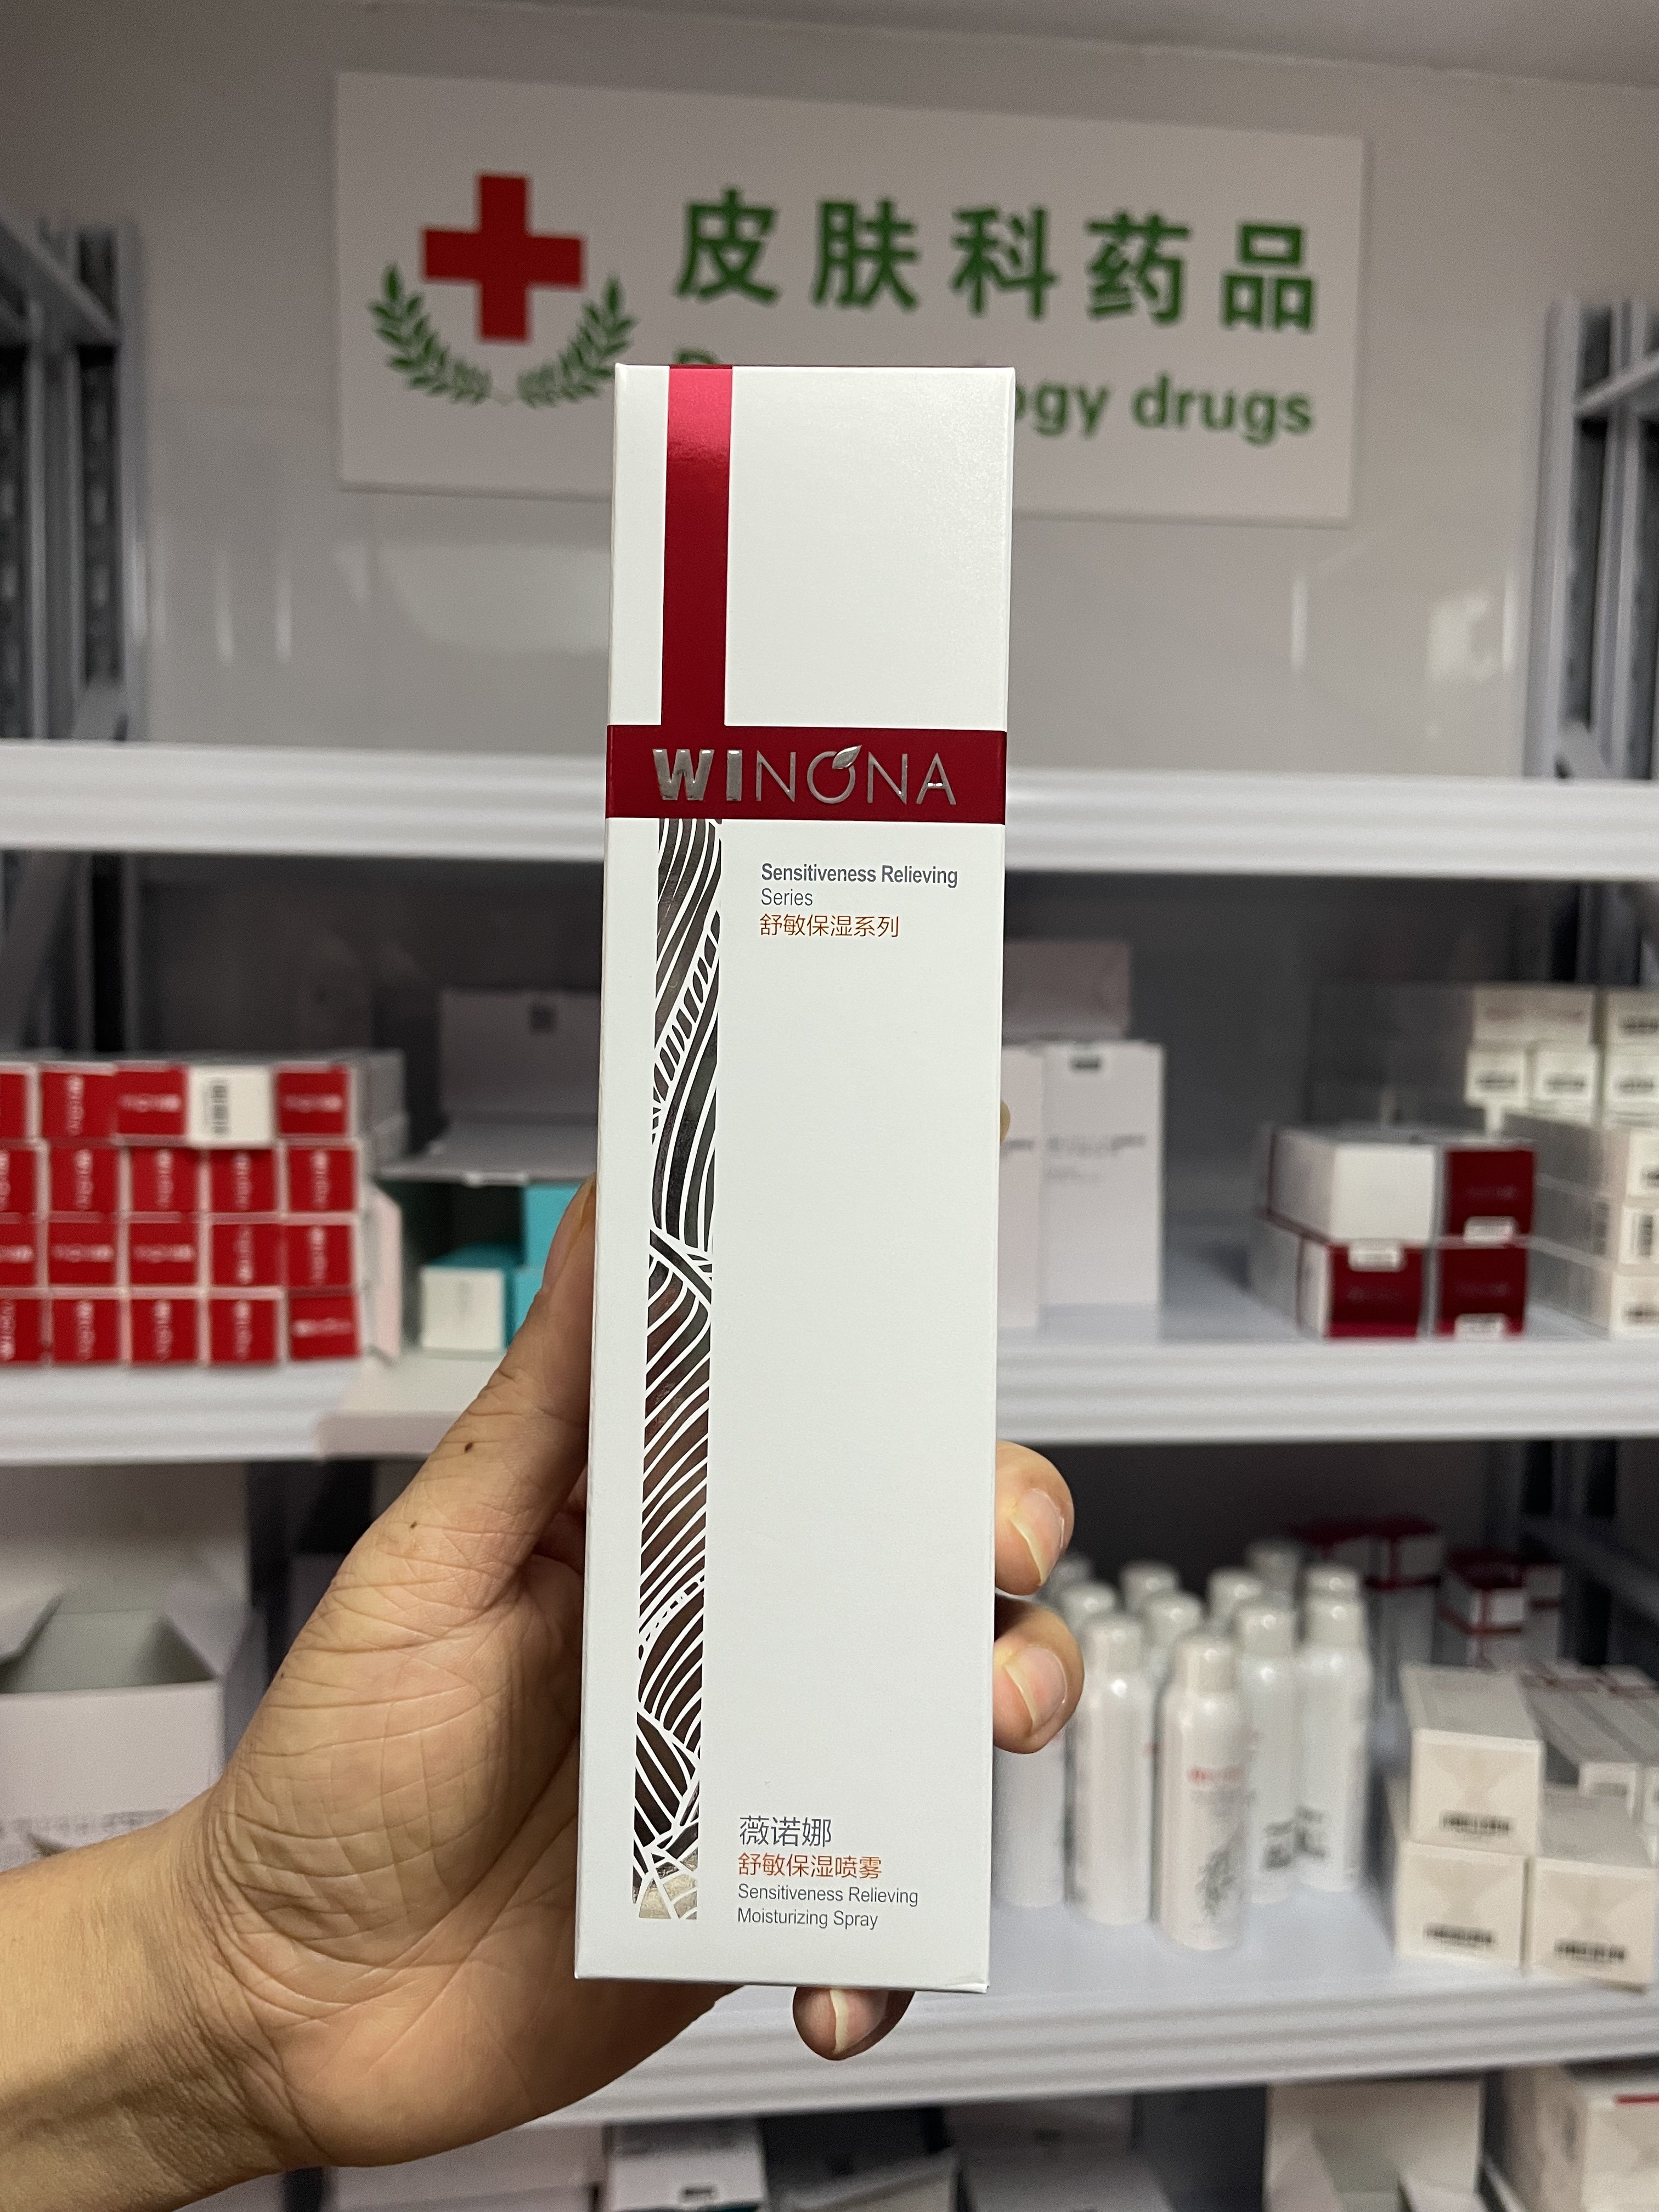 皮肤科药品
ogy drugs
WINONA
Sensitiveness Relieving
Series
舒敏保湿系列
薇诺娜
舒敏保湿喷雾
Sensitiveness Relieving
Moisturizing Spray